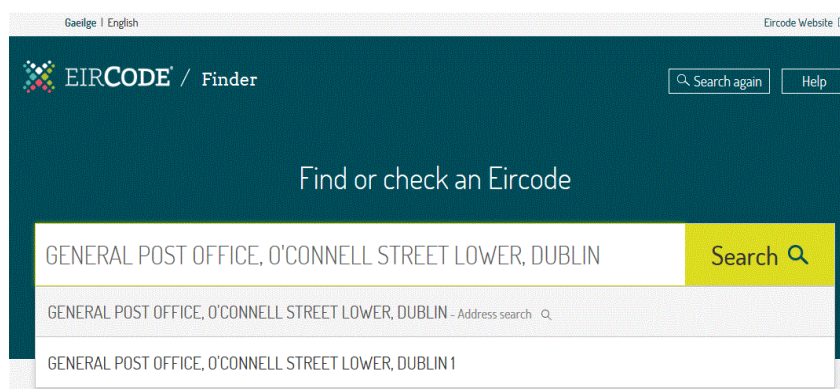 Gaeilge | English Eircode Website
EIRCODE / Finder Search again Help
Find or check an Eircode
GENERAL POST OFFICE, O'CONNELL STREET LOWER, DUBLIN Search
GENERAL POST OFFICE, O'CONNELL STREET LOWER, DUBLIN - Address search
GENERAL POST OFFICE, O'CONNELL STREET LOWER, DUBLIN 1